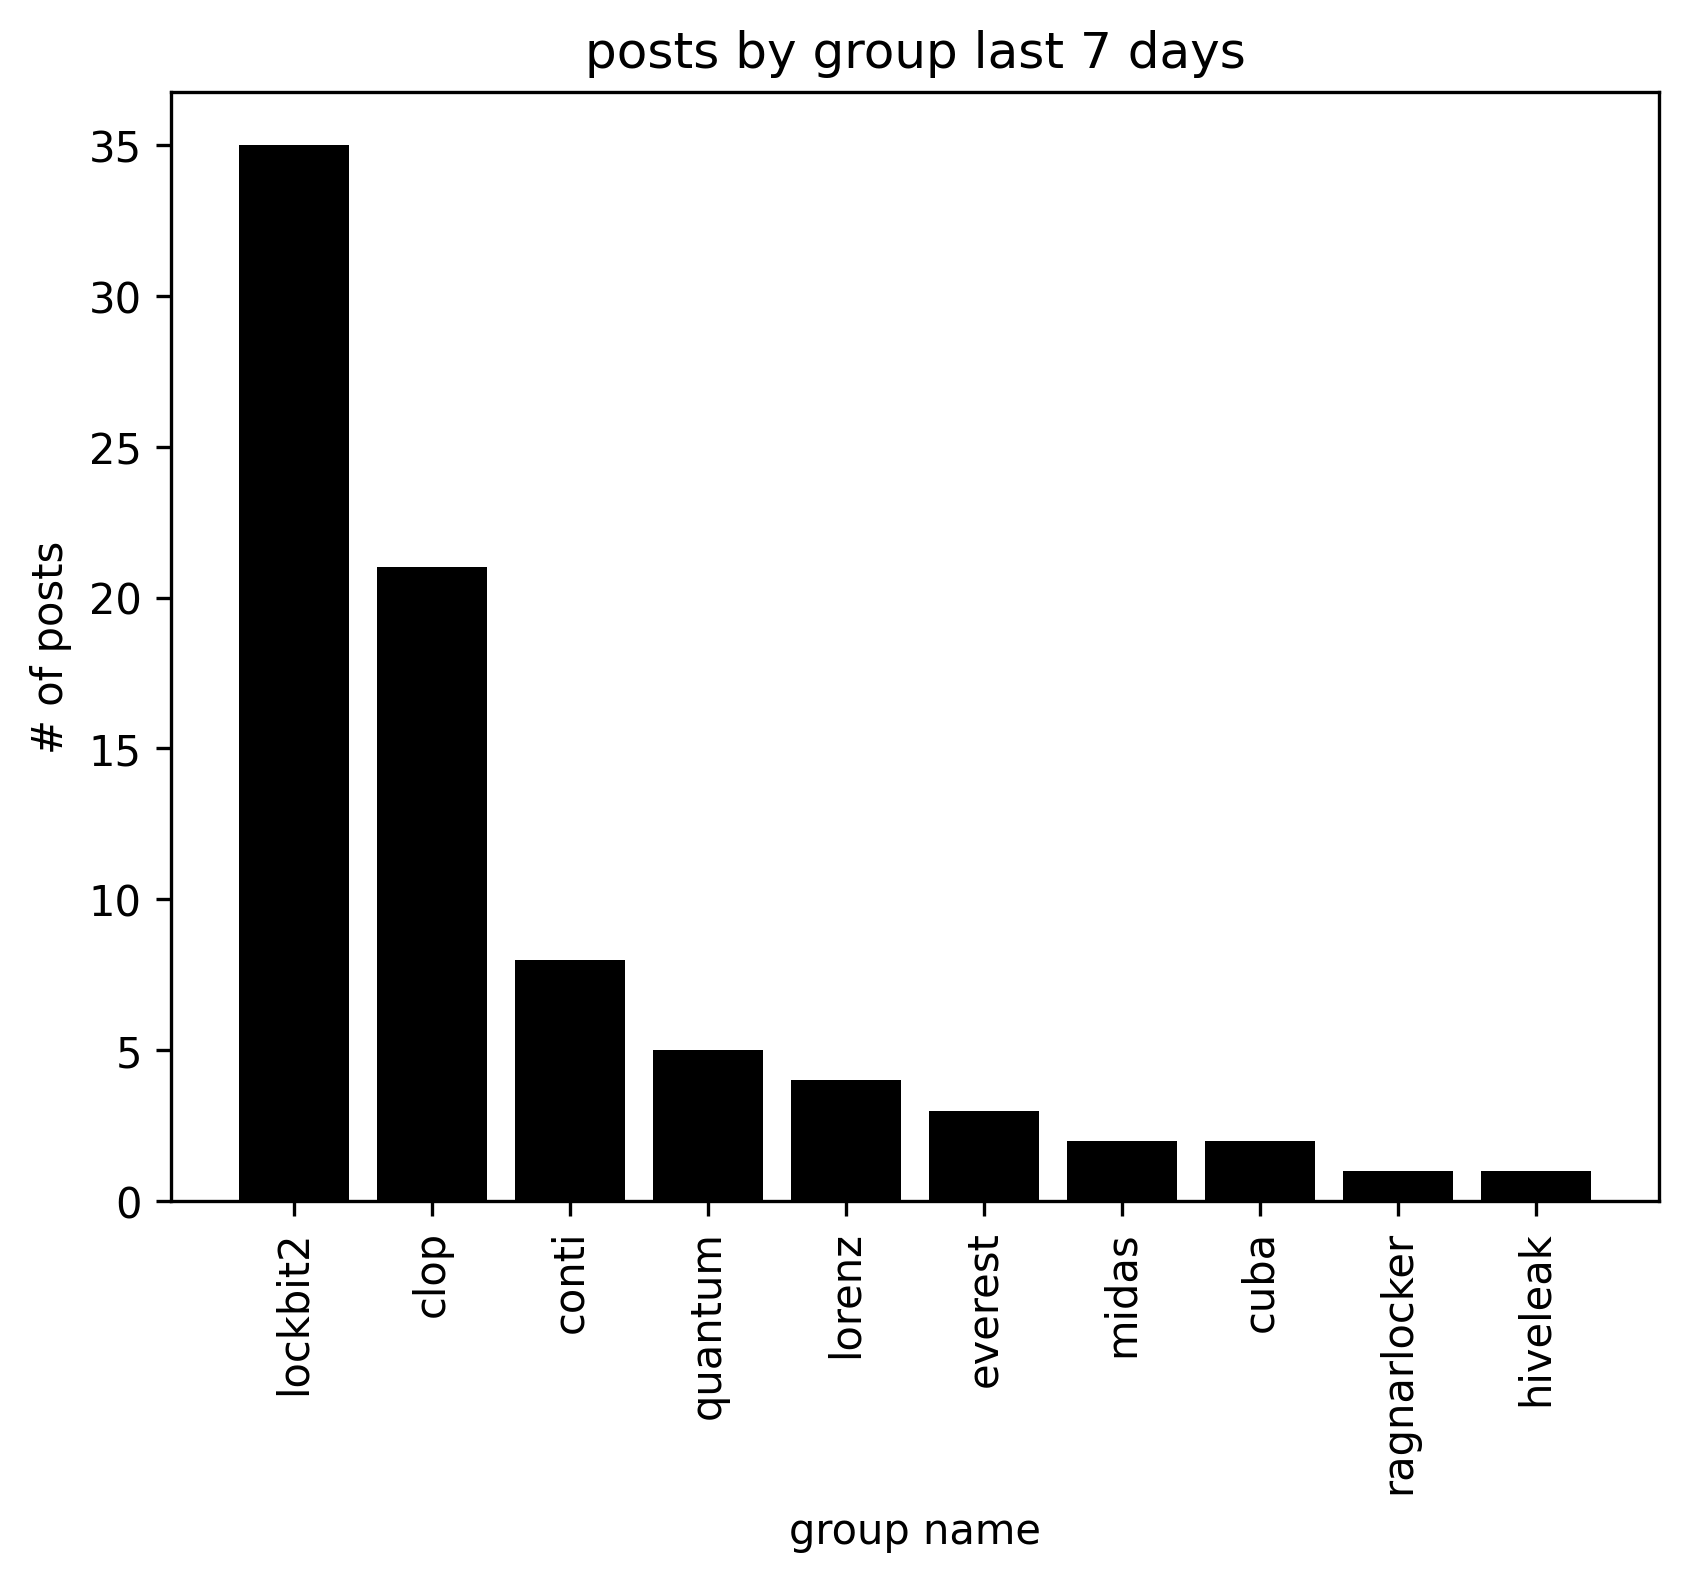 posts by group last 7 days
# of posts
35
30
25
20
15
10
5
0
lockbit2
clop
conti
quantum
lorenz
everest
midas
cuba
ragnarlocker
hiveleak
group name